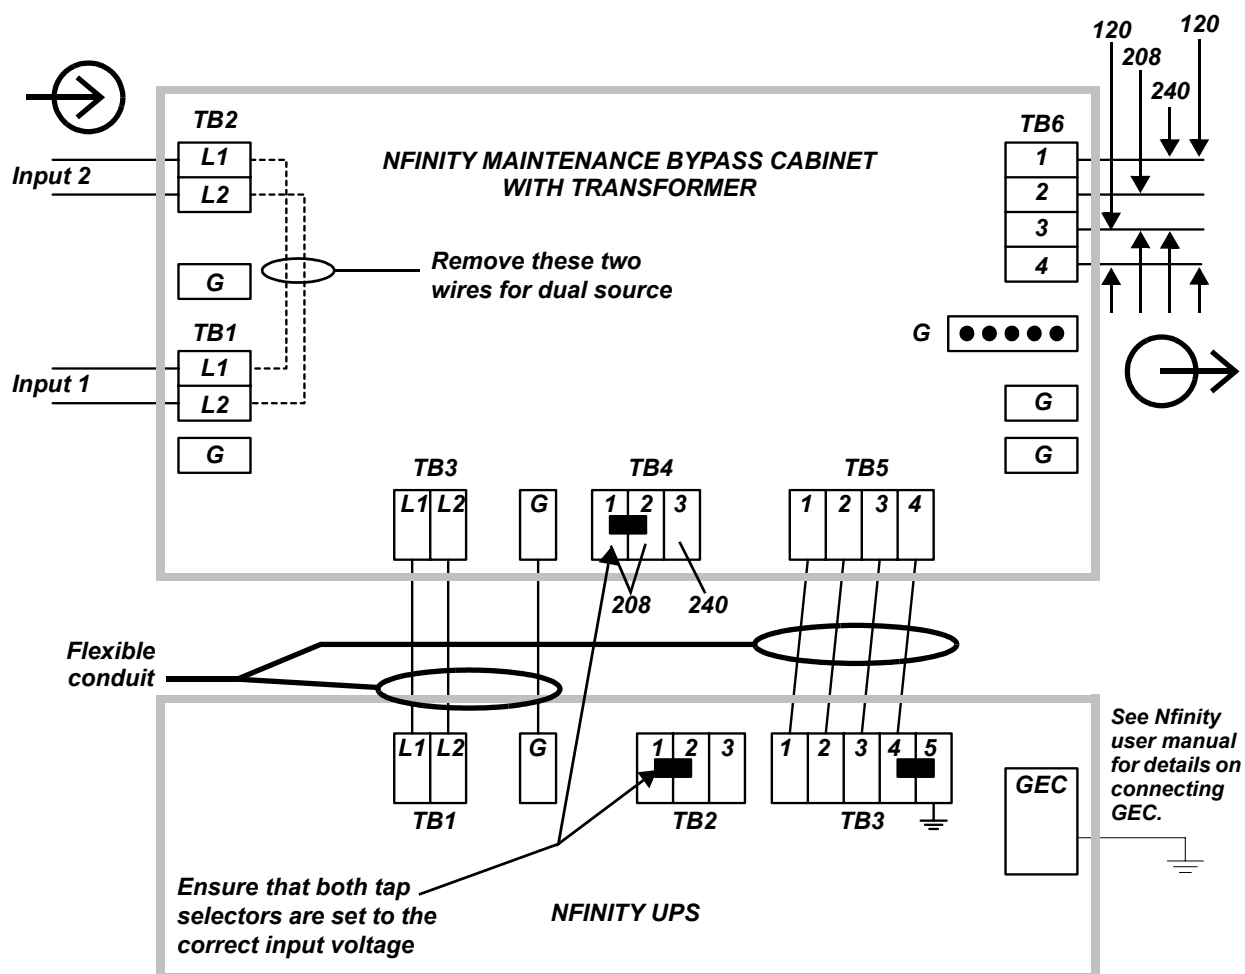 120
120
208
240
TB2
TB6
L1
L2
Input 2
NFINITY MAINTENANCE BYPASS CABINET
WITH TRANSFORMER
1
2
3
4
Remove these two
wires for dual source
G
TB1
L1
L2
Input 1
G
G
G
G
TB3
TB4
TB5
L1 L2
G
1 2 3
1 2 3 4
208
240
Flexible
conduit
L1 L2
G
1 2 3
1 2 3 4 5
TB1
TB2
TB3
GEC
See Nfinity
user manual
for details on
connecting
GEC.
Ensure that both tap
selectors are set to the
correct input voltage
NFINITY UPS